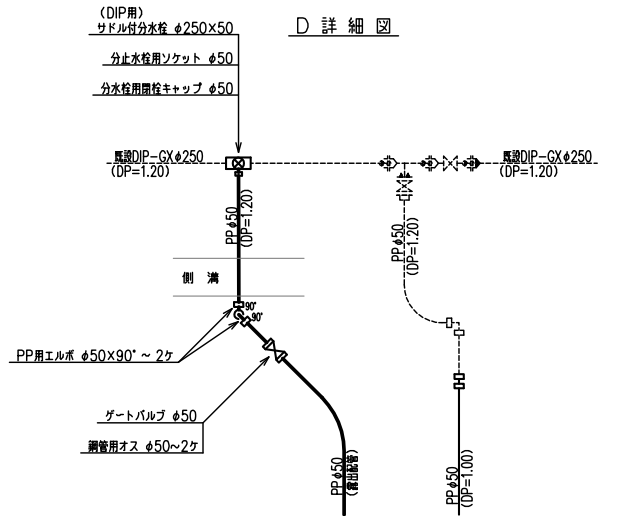 D 詳 細 図
(DIP用)
サドル付分水栓 φ250×50
分止水栓用ソケット φ50
分水栓用閉栓キャップ φ50
既設DIP-GXφ250
(DP=1.20)
既設DIP-GXφ250
(DP=1.20)
PPφ50
(DP=1.20)
PPφ50
(DP=1.20)
側 溝
90°
90°
PP用エルボ φ50×90°～2ケ
ゲートバルブ φ50
鋼管用オス φ50～2ケ
PPφ50
(露出配管)
PPφ50
(DP=1.00)